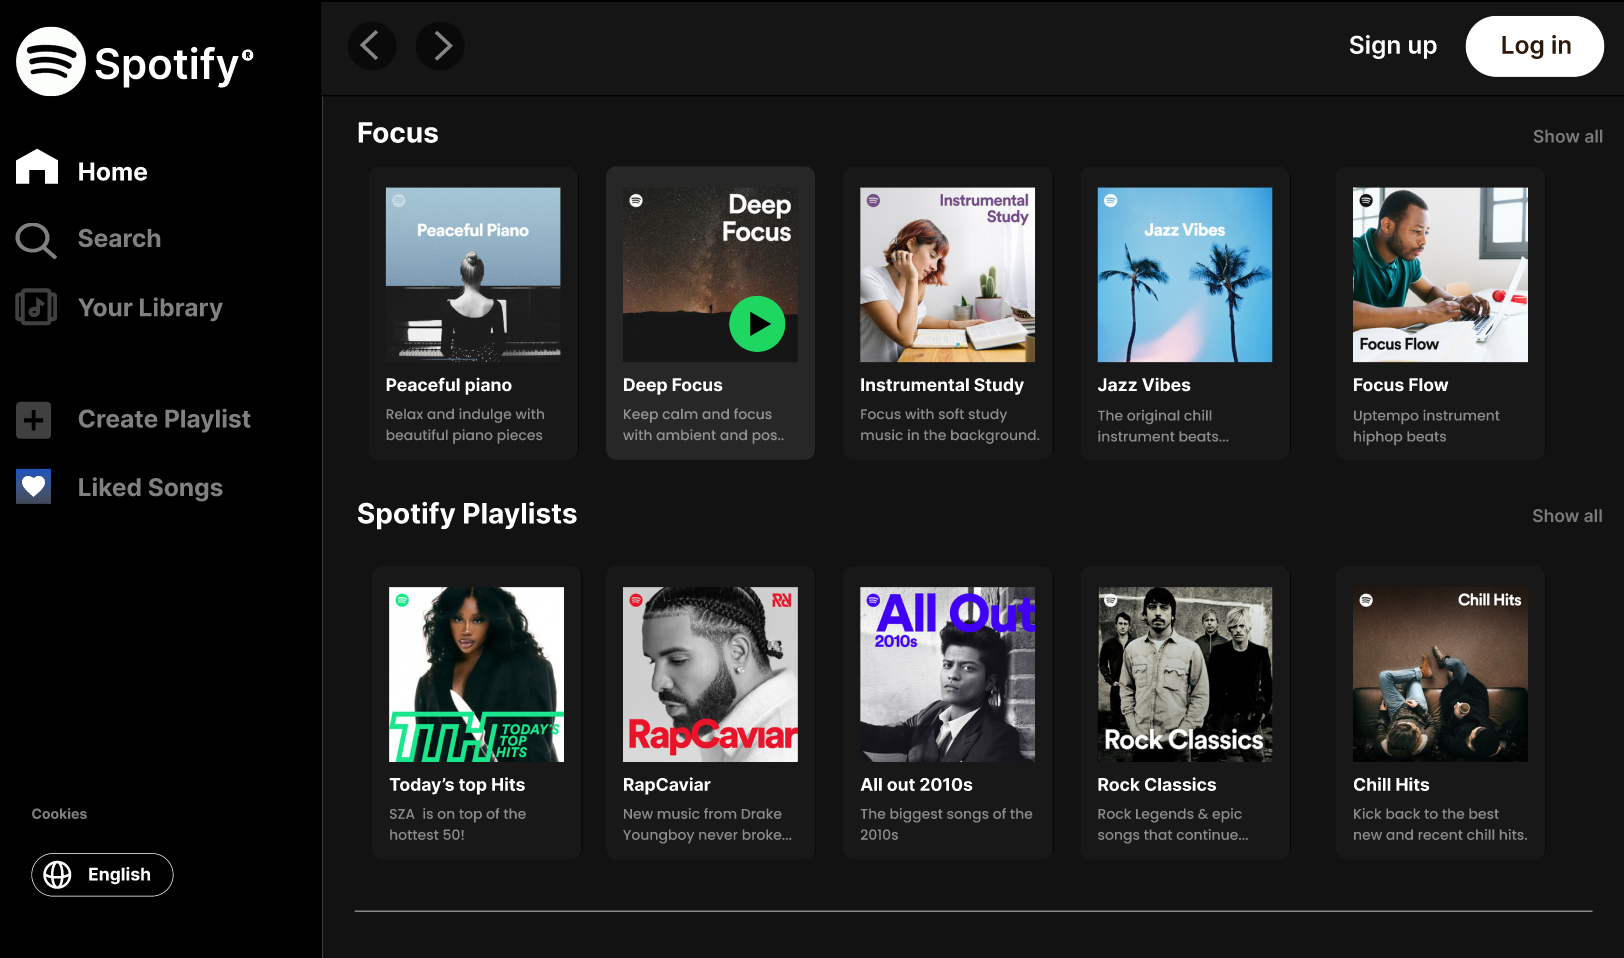 Spotify®
Home
Search
Your Library
Create Playlist
Liked Songs
Cookies
English
Sign up
Log in
Focus
Show all
Peaceful Piano
Peaceful piano
Relax and indulge with
beautiful piano pieces
Deep
Focus
Deep Focus
Keep calm and focus
with ambient and pos..
Instrumental
Study
Instrumental Study
Focus with soft study
music in the background.
Jazz Vibes
Jazz Vibes
The original chill
instrument beats...
Focus Flow
Focus Flow
Uptempo instrument
hiphop beats
Spotify Playlists
Show all
TTH
TODAY'S
TOP
HITS
Today’s top Hits
SZA is on top of the
hottest 50!
RapCaviar
RapCaviar
New music from Drake
Youngboy never broke...
All Out
2010s
All out 2010s
The biggest songs of the
2010s
Rock Classics
Rock Classics
Rock Legends & epic
songs that continue...
Chill Hits
Chill Hits
Kick back to the best
new and recent chill hits.